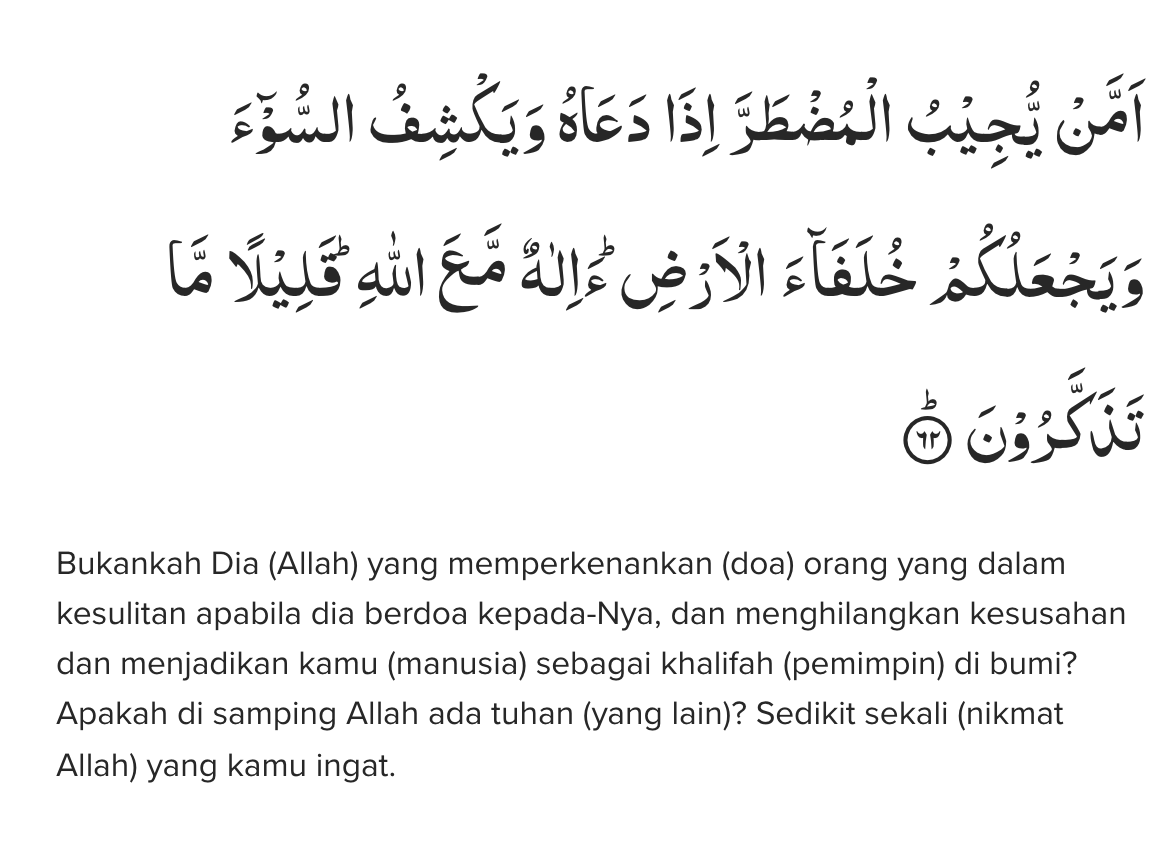 اَمَّنْ يُّجِيْبُ الْمُضْطَرَّ اِذَا دَعَاهُ وَيَكْشِفُ السُّوْۤءَ
وَيَجْعَلُكُمْ خُلَفَاۤءَ الْاَرْضِۗ ءَاِلٰهٌ مَّعَ اللّٰهِ ۗقَلِيْلًا مَّا
تَذَكَّرُوْنَۗ ٦٢
Bukankah Dia (Allah) yang memperkenankan (doa) orang yang dalam
kesulitan apabila dia berdoa kepada-Nya, dan menghilangkan kesusahan
dan menjadikan kamu (manusia) sebagai khalifah (pemimpin) di bumi?
Apakah di samping Allah ada tuhan (yang lain)? Sedikit sekali (nikmat
Allah) yang kamu ingat.